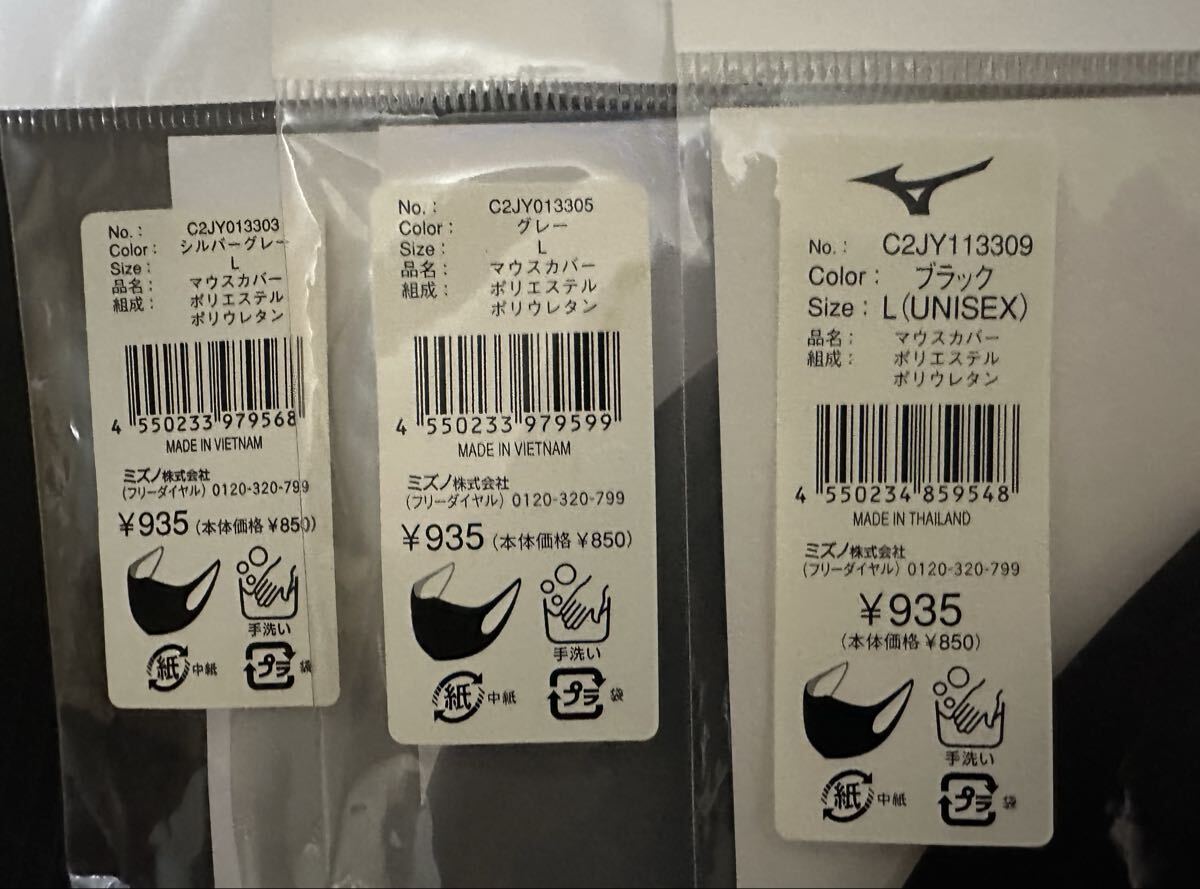 No.: C2JY013303
Color: シルバーグレー
Size: L
品名: マウスカバー
組成: ポリエステル
ポリウレタン
4 550233 979568
MADE IN VIETNAM
ミズノ株式会社
(フリーダイヤル) 0120-320-799
¥935 (本体価格 ¥850)
手洗い
紙 中紙 プラ 袋
No.: C2JY013305
Color: グレー
Size: L
品名: マウスカバー
組成: ポリエステル
ポリウレタン
4 550233 979599
MADE IN VIETNAM
ミズノ株式会社
(フリーダイヤル) 0120-320-799
¥935 (本体価格 ¥850)
手洗い
紙 中紙 プラ 袋
No.: C2JY113309
Color: ブラック
Size: L(UNISEX)
品名: マウスカバー
組成: ポリエステル
ポリウレタン
4 550234 859548
MADE IN THAILAND
ミズノ株式会社
(フリーダイヤル) 0120-320-799
¥935
(本体価格 ¥850)
手洗い
紙 中紙 プラ 袋